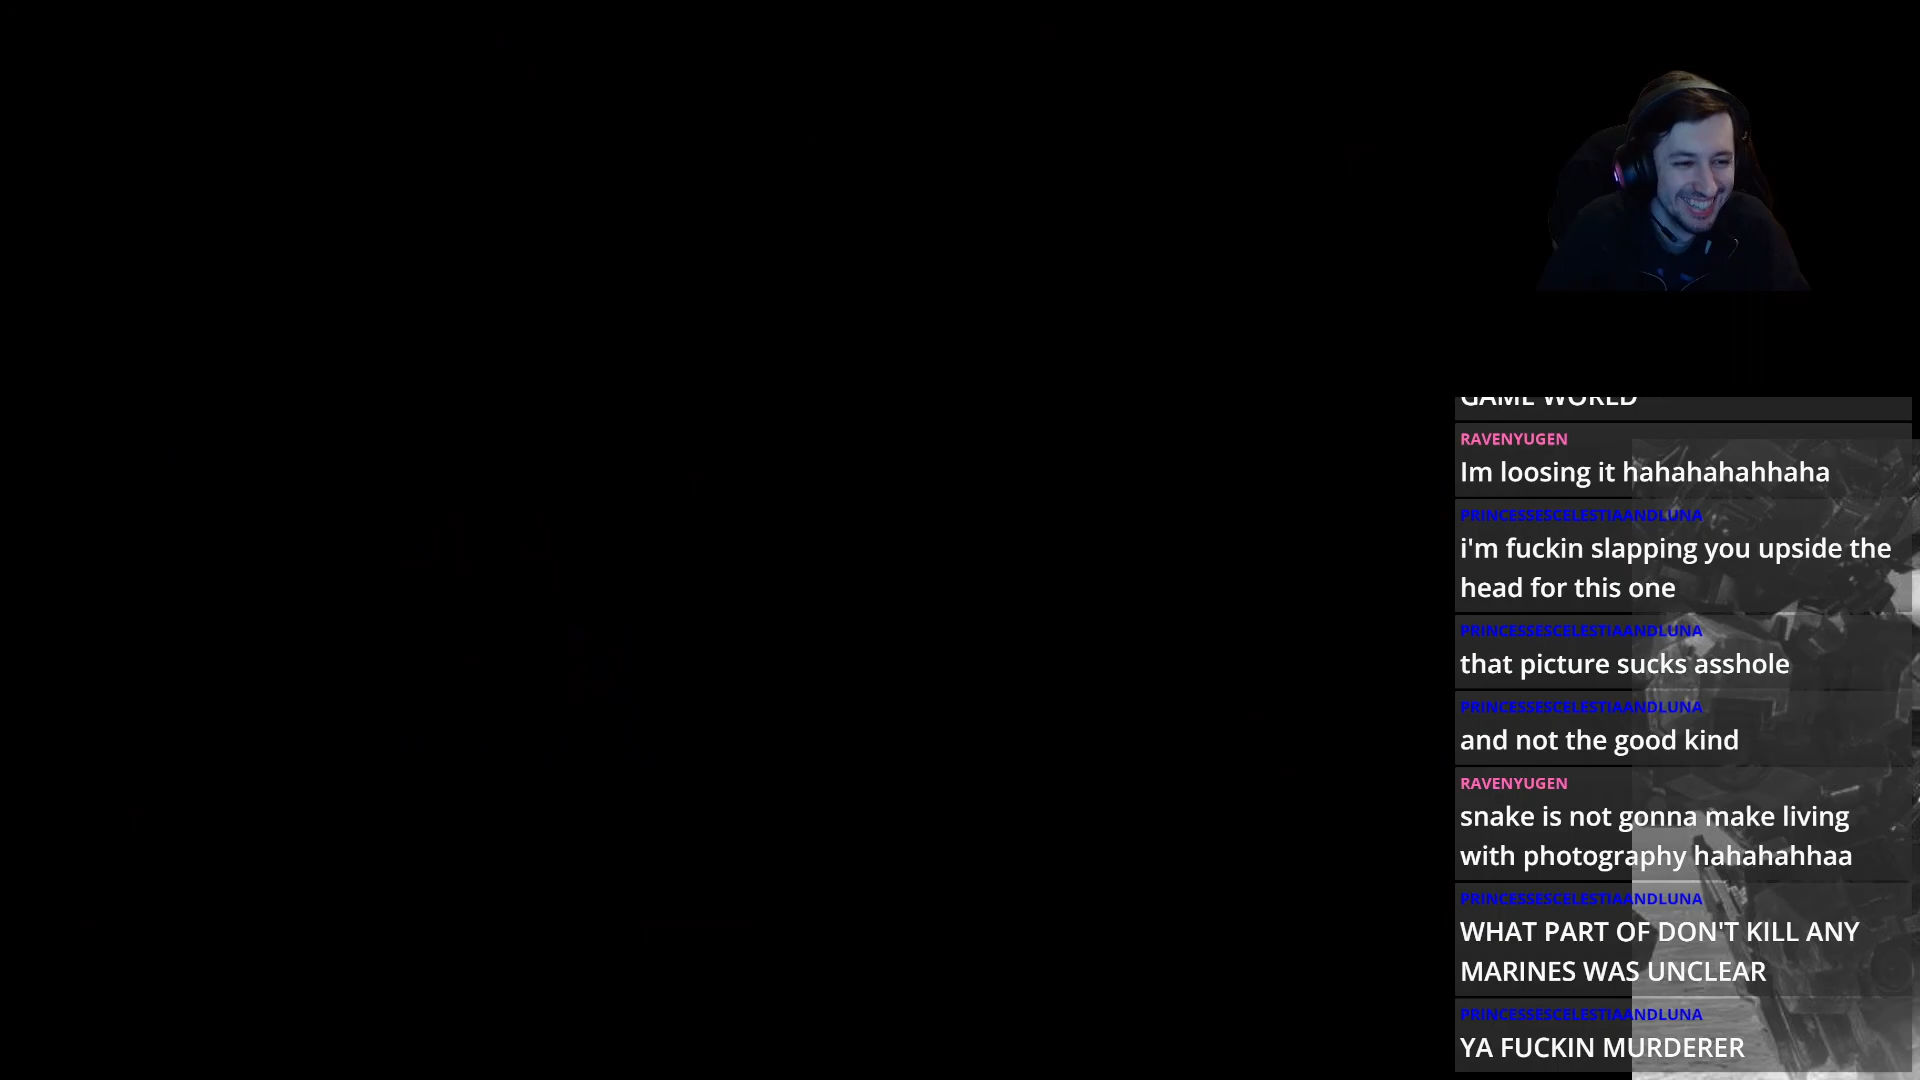 GAME WORLD
RAVENYUGEN
Im loosing it hahahahahhaha
PRINCESSESCELESTIAANDLUNA
i'm fuckin slapping you upside the
head for this one
PRINCESSESCELESTIAANDLUNA
that picture sucks asshole
PRINCESSESCELESTIAANDLUNA
and not the good kind
RAVENYUGEN
snake is not gonna make living
with photography hahahahhaa
PRINCESSESCELESTIAANDLUNA
WHAT PART OF DON'T KILL ANY
MARINES WAS UNCLEAR
PRINCESSESCELESTIAANDLUNA
YA FUCKIN MURDERER